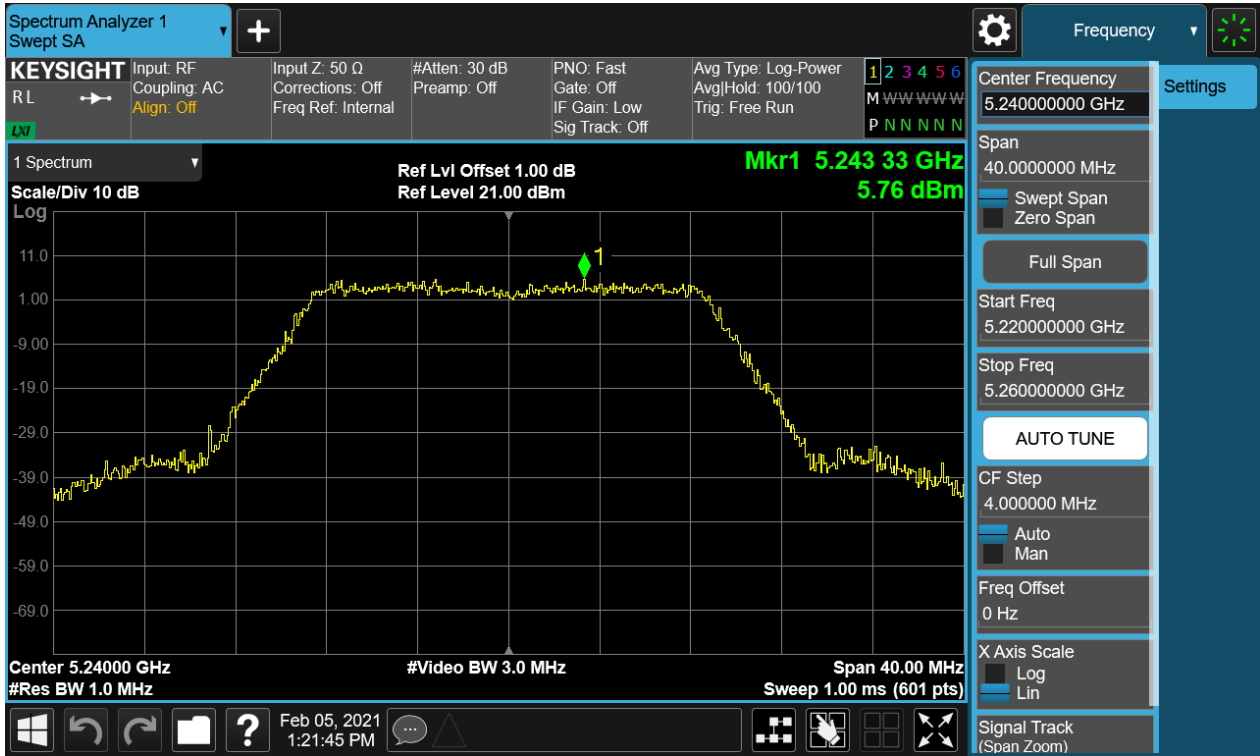 Spectrum Analyzer 1
Swept SA
Frequency
KEYSIGHT
R L
LXI
Input: RF
Coupling: AC
Align: Off
Input Z: 50 Ω
Corrections: Off
Freq Ref: Internal
#Atten: 30 dB
Preamp: Off
PNO: Fast
Gate: Off
IF Gain: Low
Sig Track: Off
Avg Type: Log-Power
Avg|Hold: 100/100
Trig: Free Run
1 2 3 4 5 6
M W W W W W
P N N N N N
1 Spectrum
Scale/Div 10 dB
Log
Ref Lvl Offset 1.00 dB
Ref Level 21.00 dBm
Mkr1 5.243 33 GHz
5.76 dBm
1
11.0
1.00
-9.00
-19.0
-29.0
-39.0
-49.0
-59.0
-69.0
Center 5.24000 GHz
#Video BW 3.0 MHz
Span 40.00 MHz
#Res BW 1.0 MHz
Sweep 1.00 ms (601 pts)
Center Frequency
5.240000000 GHz
Span
40.0000000 MHz
Swept Span
Zero Span
Full Span
Start Freq
5.220000000 GHz
Stop Freq
5.260000000 GHz
AUTO TUNE
CF Step
4.000000 MHz
Auto
Man
Freq Offset
0 Hz
X Axis Scale
Log
Lin
Signal Track
(Span Zoom)
Settings
?
Feb 05, 2021
1:21:45 PM